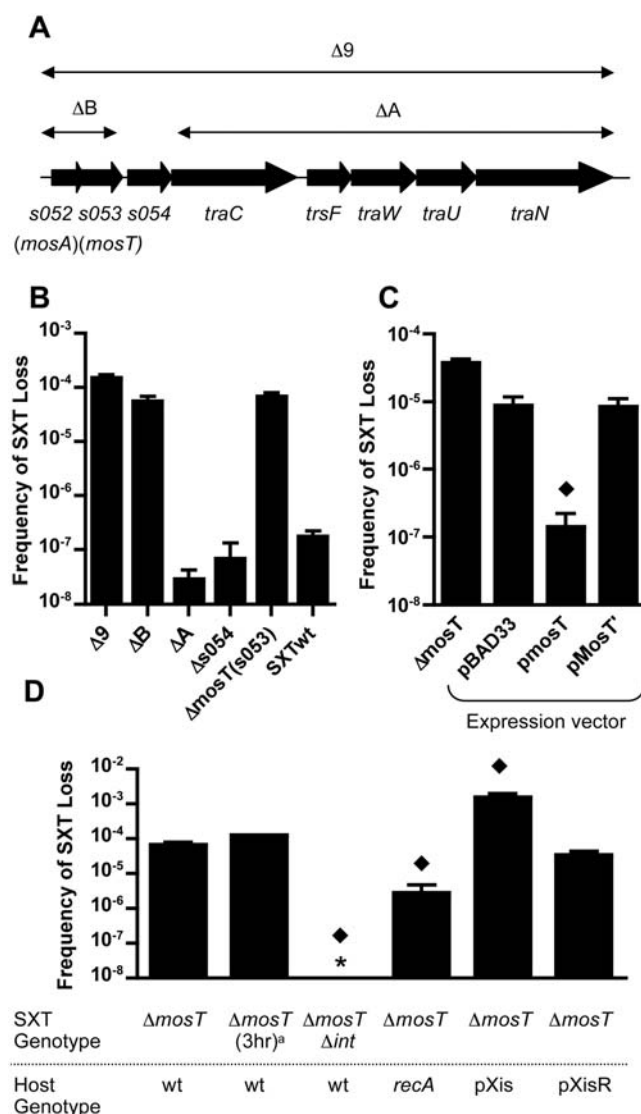 A
Δ9
ΔB ΔA
s052 s053 s054 traC trsF traW traU traN
(mosA)(mosT)
B
Frequency of SXT Loss
10⁻³
10⁻⁴
10⁻⁵
10⁻⁶
10⁻⁷
10⁻⁸
Δ9 ΔB ΔA Δs054 ΔmosT(s053) SXTwt
C
Frequency of SXT Loss
10⁻⁴
10⁻⁵
10⁻⁶
10⁻⁷
10⁻⁸
ΔmosT pBAD33 pmosT pMosT'
Expression vector
D
Frequency of SXT Loss
10⁻²
10⁻³
10⁻⁴
10⁻⁵
10⁻⁶
10⁻⁷
10⁻⁸
*
SXT ΔmosT ΔmosT ΔmosT ΔmosT ΔmosT ΔmosT
Genotype (3hr)ᵃ Δint
Host wt wt wt recA pXis pXisR
Genotype